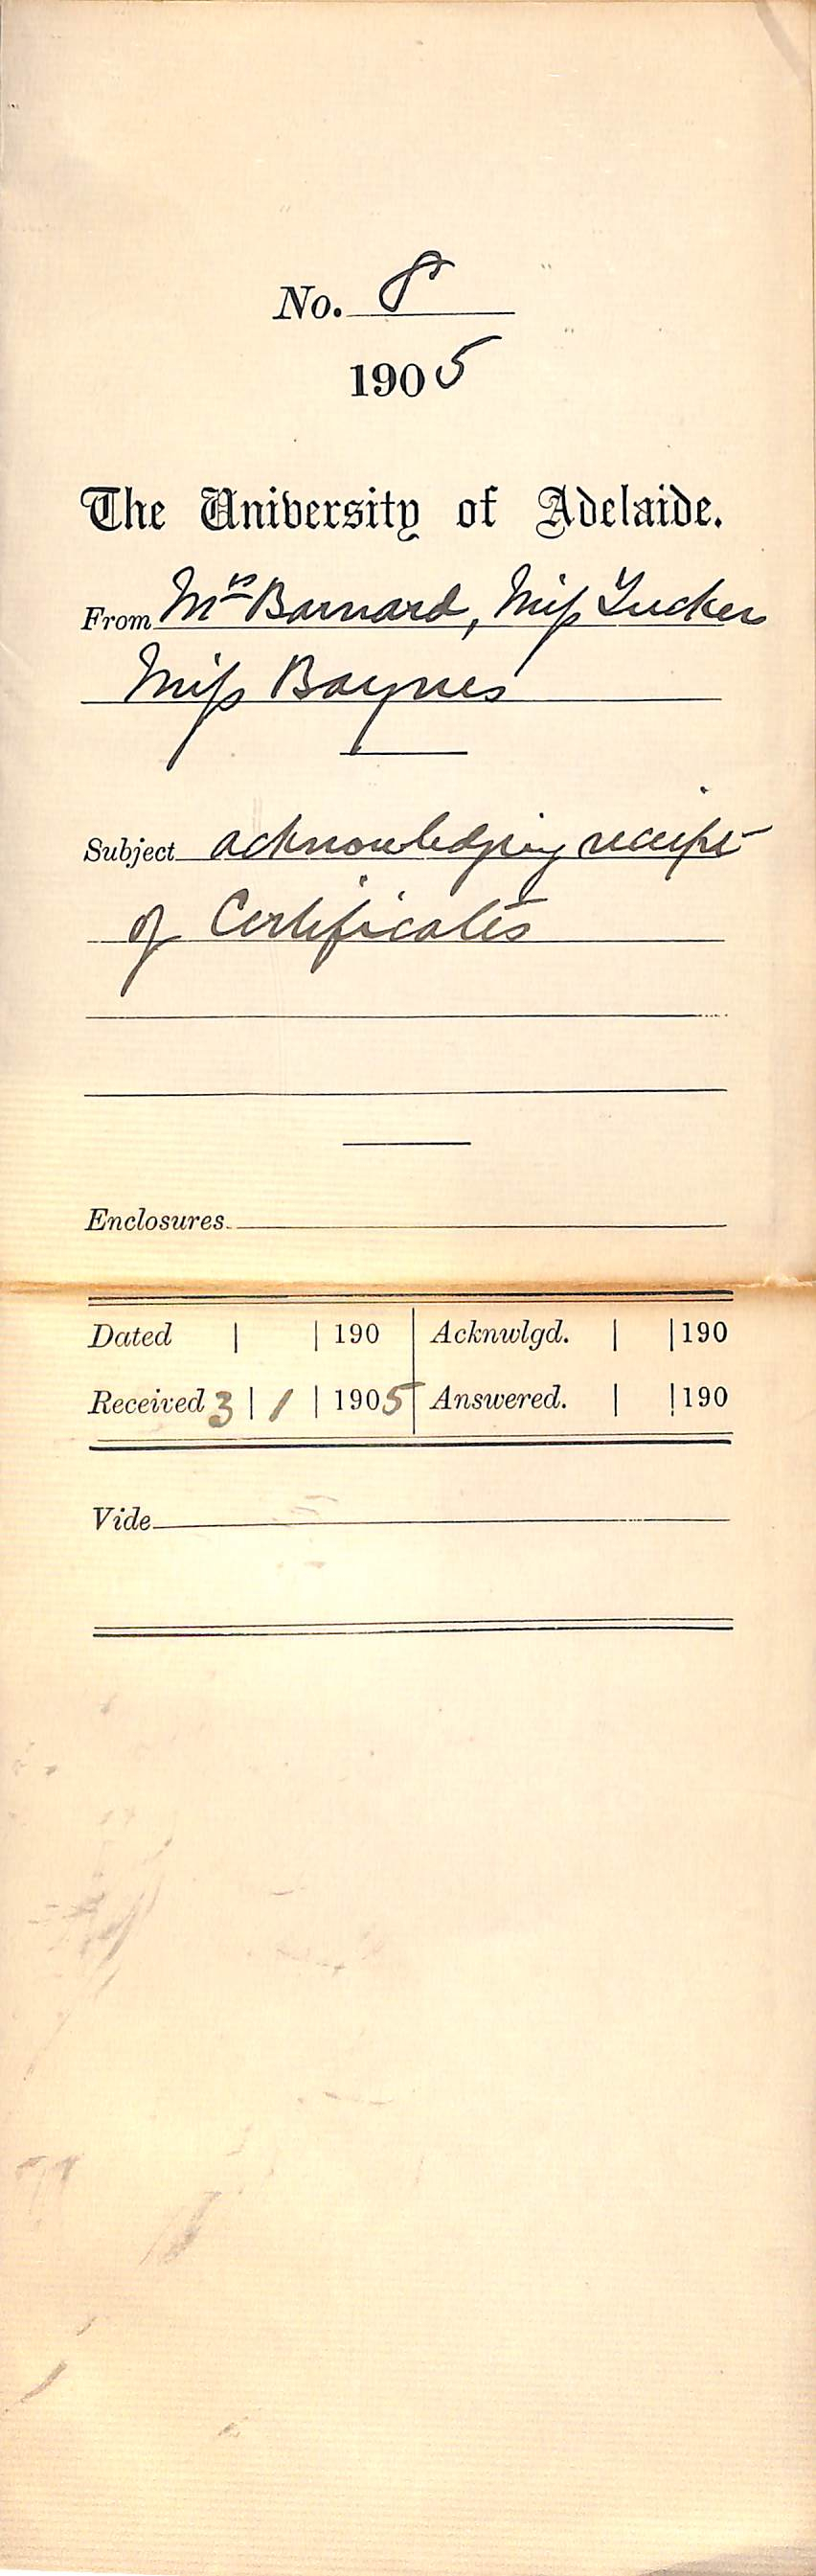 No. 8
1905
The University of Adelaide.
From Mrs Barnard, Miss Tucker
Miss Baynes
Subject acknowledging receipt
of Certificates
Enclosures
Dated | | 190 | Acknwlgd. | | 190
Received 3 | 1 | 1905 | Answered. | | 190
Vide